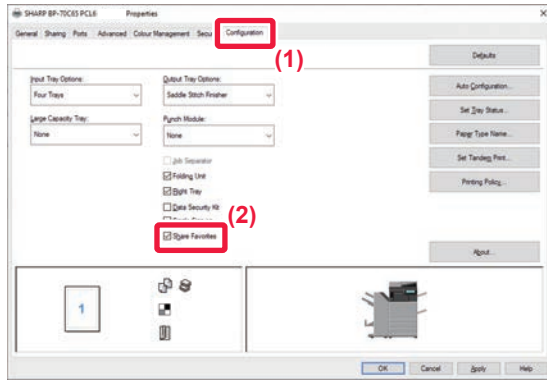 SHARP BP-70C65 PCL6 Properties
General Sharing Ports Advanced Colour Management Secu Configuration
(1)
Defaults
Input Tray Options: Output Tray Options:
Four Trays Saddle Stitch Finisher
Auto Configuration...
Set Tray Status...
Large Capacity Tray: Punch Module:
None None
Paper Type Name...
Job Separator
Set Tandem Print...
Folding Unit
Right Tray
Printing Policy...
Data Security Kit
(2)
Share Favorites
About...
1
OK Cancel Apply Help